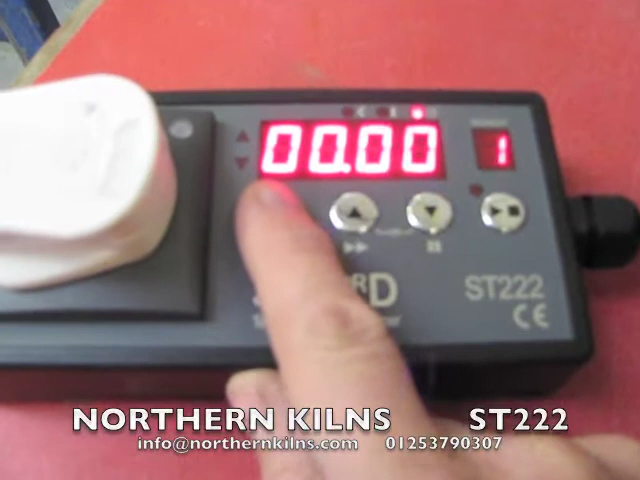 00.00
1
ST222
CE
NORTHERN KILNS ST222
info@northernkilns.com 01253790307